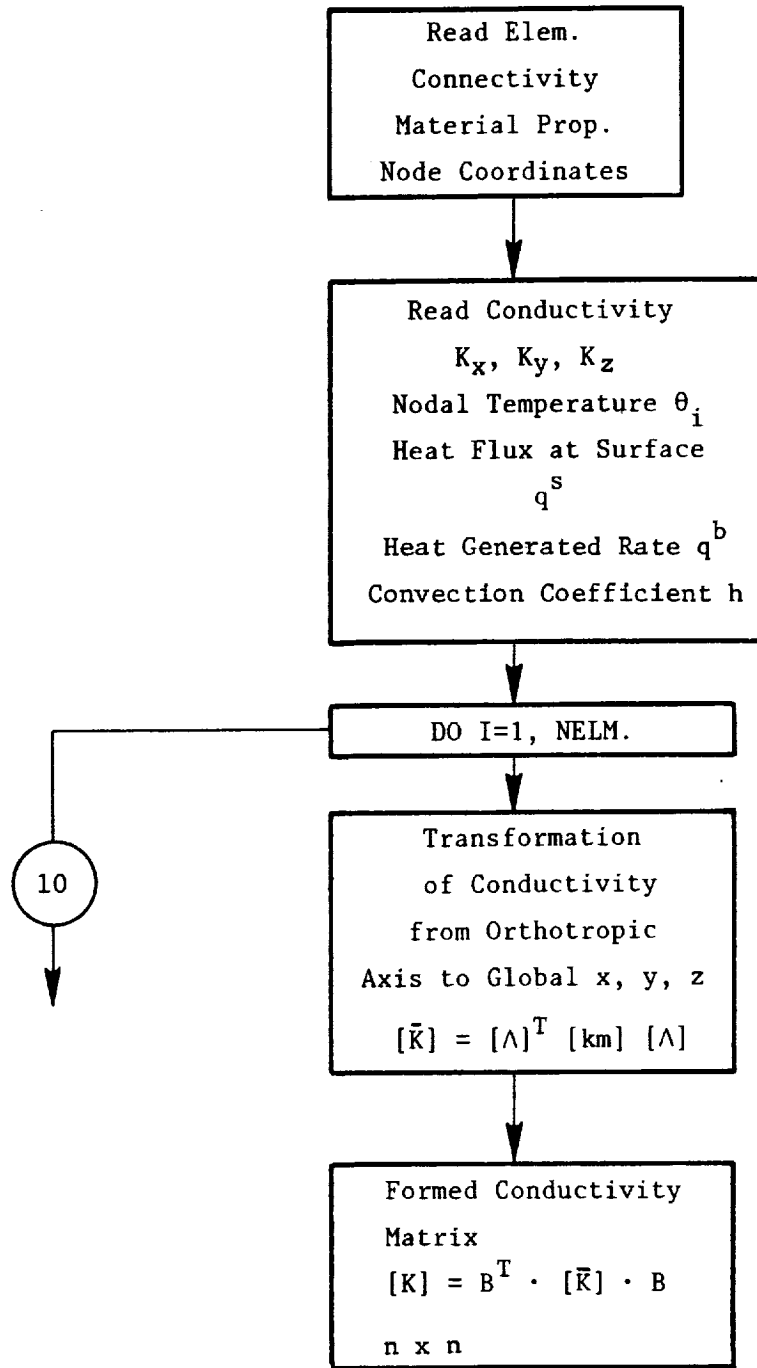 Read Elem.
Connectivity
Material Prop.
Node Coordinates
Read Conductivity
Kx, Ky, Kz
Nodal Temperature θi
Heat Flux at Surface
q^s
Heat Generated Rate q^b
Convection Coefficient h
DO I=1, NELM.
10
Transformation
of Conductivity
from Orthotropic
Axis to Global x, y, z
[K̄] = [Λ]^T [km] [Λ]
Formed Conductivity
Matrix
[K] = B^T · [K̄] · B
n x n